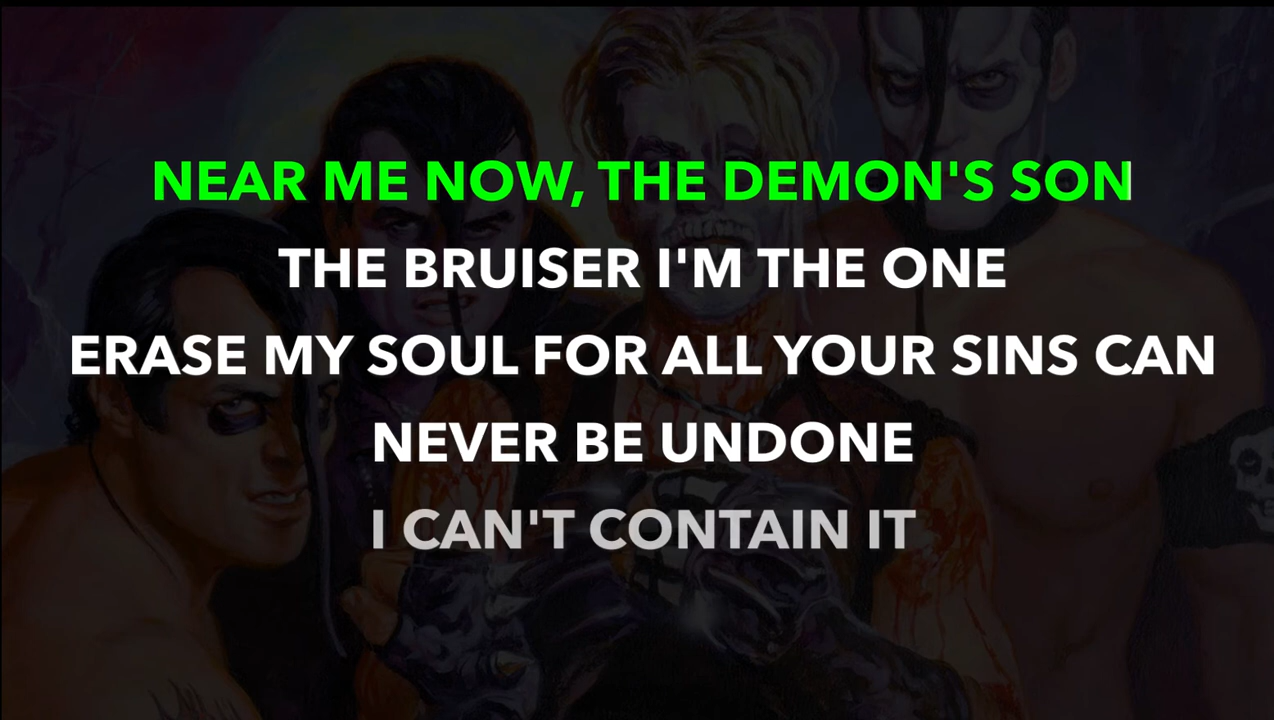 NEAR ME NOW, THE DEMON'S SON
THE BRUISER I'M THE ONE
ERASE MY SOUL FOR ALL YOUR SINS CAN
NEVER BE UNDONE
I CAN'T CONTAIN IT